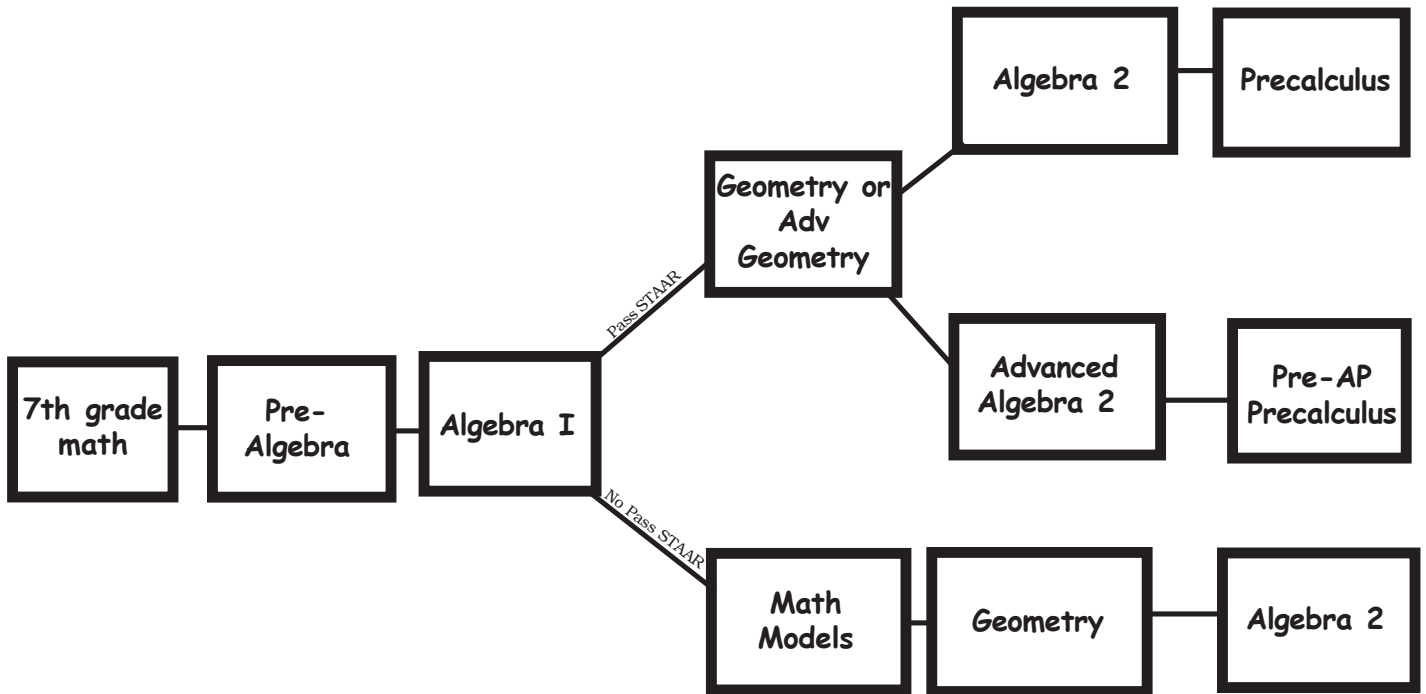 7th grade
math
Pre-
Algebra
Algebra I
Pass STAAR
Geometry or
Adv
Geometry
Algebra 2
Precalculus
Advanced
Algebra 2
Pre-AP
Precalculus
No Pass STAAR
Math
Models
Geometry
Algebra 2